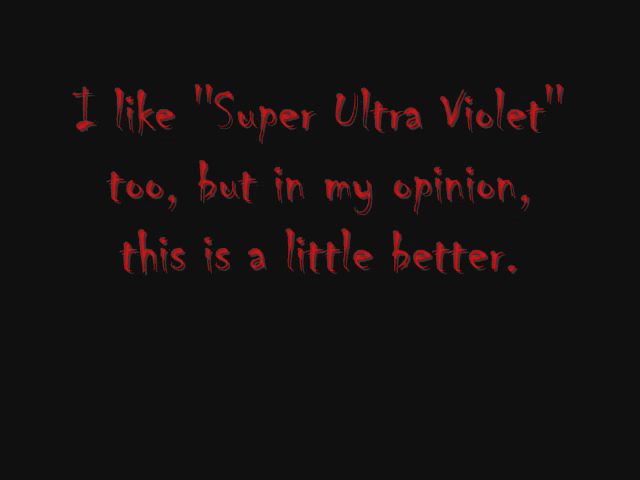 I like "Super Ultra Violet"
too, but in my opinion,
this is a little better.